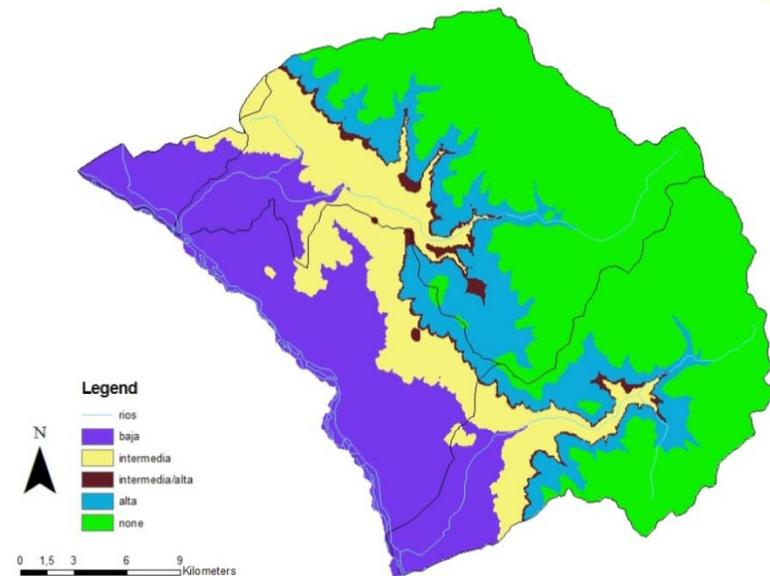 Legend
rios
baja
intermedia
intermedia/alta
alta
none
N
0 1,5 3 6 9
Kilometers